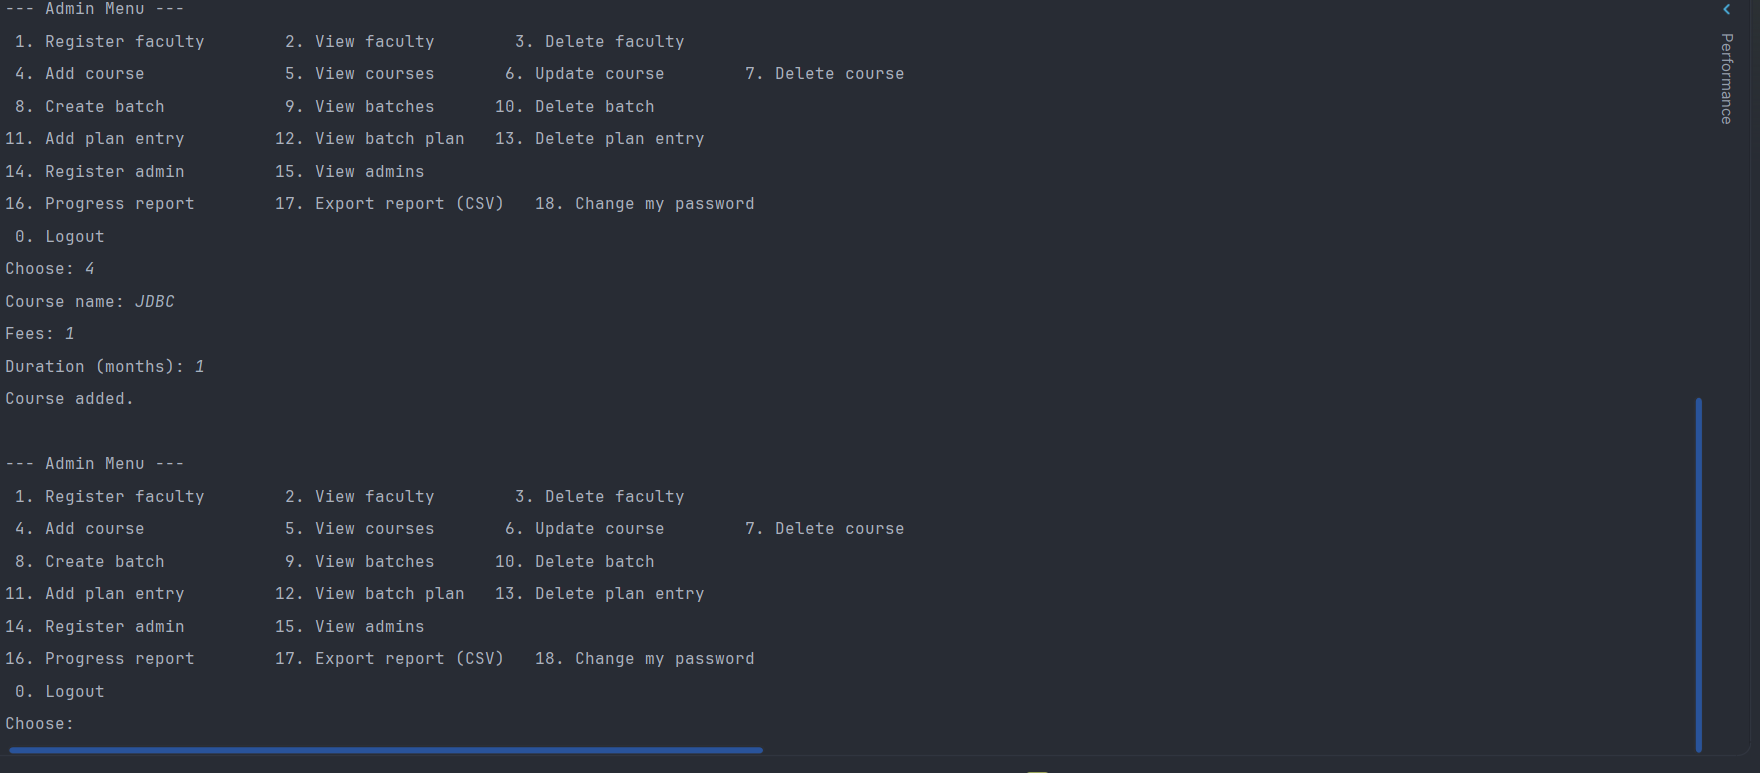 --- Admin Menu ---
 1. Register faculty        2. View faculty        3. Delete faculty
 4. Add course              5. View courses       6. Update course        7. Delete course
 8. Create batch            9. View batches      10. Delete batch
11. Add plan entry         12. View batch plan   13. Delete plan entry
14. Register admin         15. View admins
16. Progress report        17. Export report (CSV)   18. Change my password
 0. Logout
Choose: 4
Course name: JDBC
Fees: 1
Duration (months): 1
Course added.

--- Admin Menu ---
 1. Register faculty        2. View faculty        3. Delete faculty
 4. Add course              5. View courses       6. Update course        7. Delete course
 8. Create batch            9. View batches      10. Delete batch
11. Add plan entry         12. View batch plan   13. Delete plan entry
14. Register admin         15. View admins
16. Progress report        17. Export report (CSV)   18. Change my password
 0. Logout
Choose:
Performance